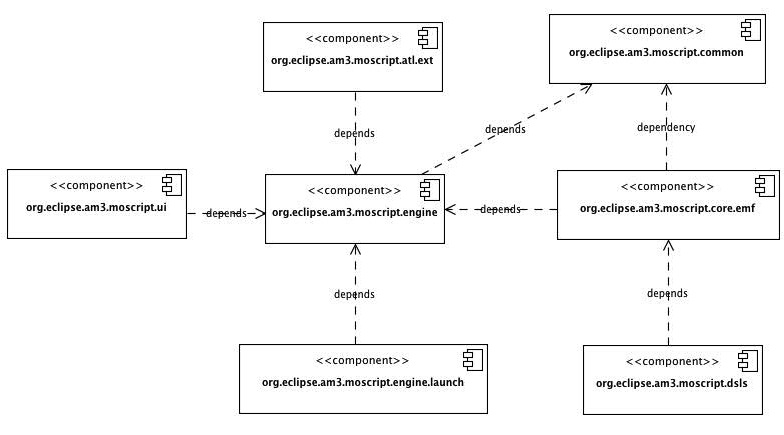 <<component>>
org.eclipse.am3.moscript.atl.ext
<<component>>
org.eclipse.am3.moscript.common
depends
depends
dependency
<<component>>
org.eclipse.am3.moscript.ui
depends
<<component>>
org.eclipse.am3.moscript.engine
depends
<<component>>
org.eclipse.am3.moscript.core.emf
depends
depends
<<component>>
org.eclipse.am3.moscript.engine.launch
<<component>>
org.eclipse.am3.moscript.dsls